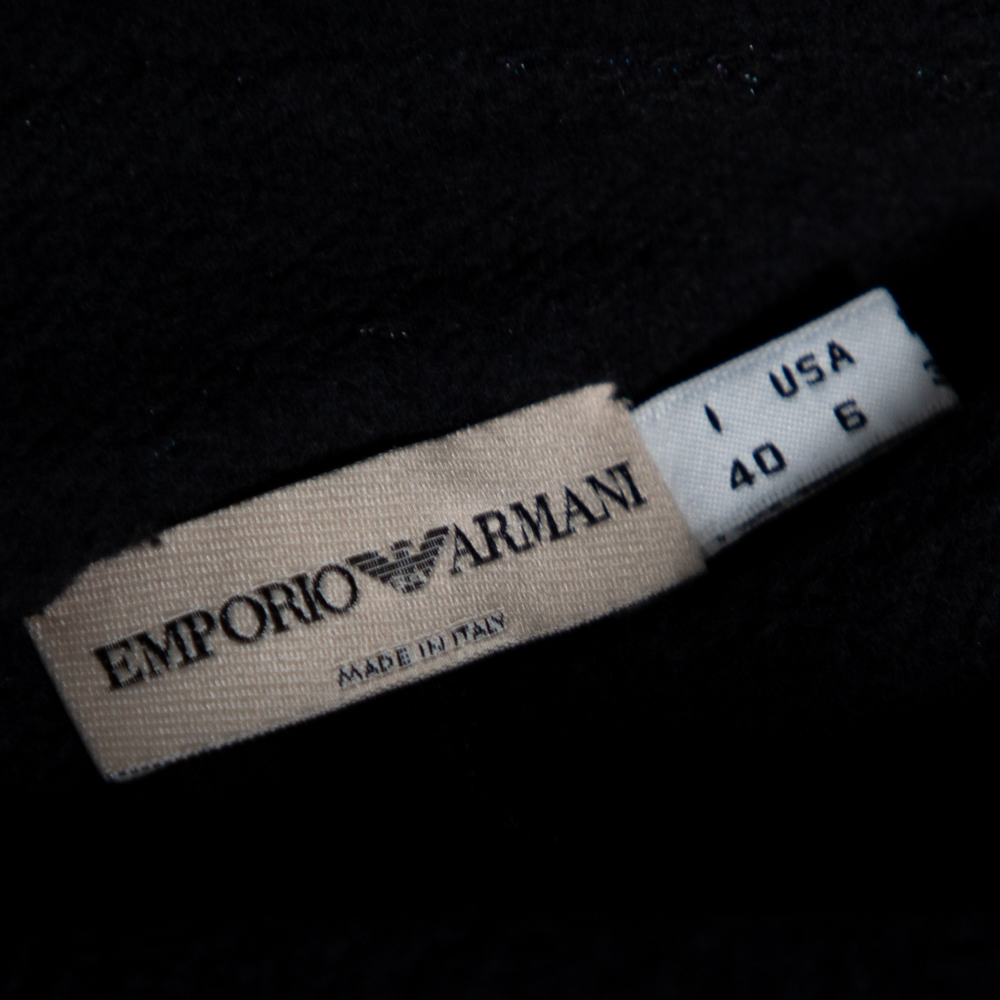 EMPORIO ARMANI
MADE IN ITALY
I USA
40 6